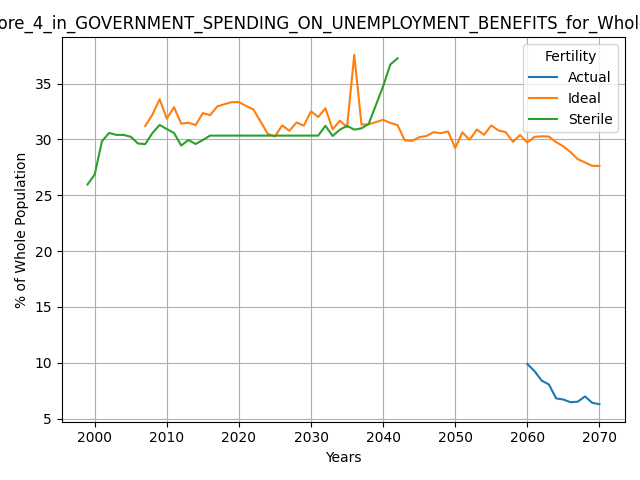 ore_4_in_GOVERNMENT_SPENDING_ON_UNEMPLOYMENT_BENEFITS_for_Whol
Fertility
Actual
Ideal
Sterile
% of Whole Population
35
30
25
20
15
10
5
2000 2010 2020 2030 2040 2050 2060 2070
Years